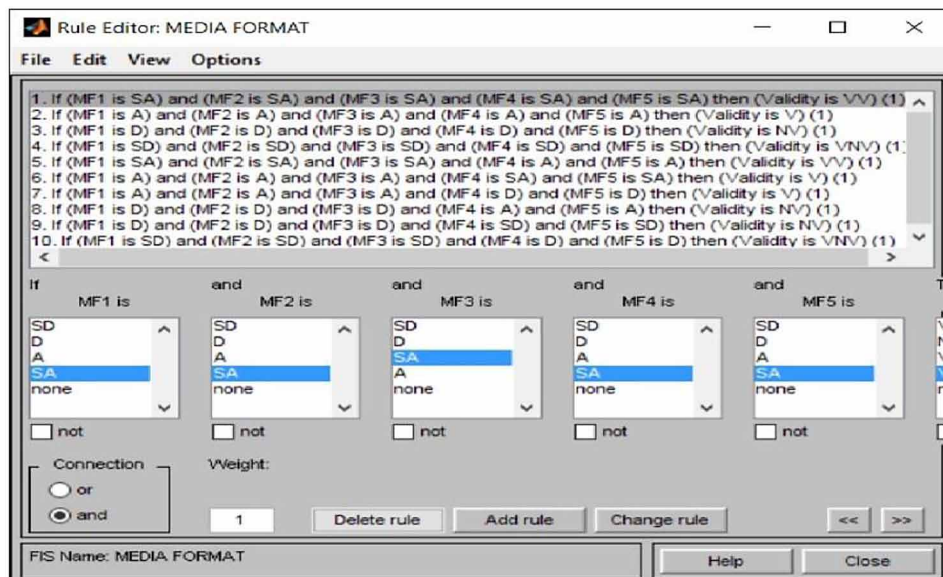 Rule Editor: MEDIA FORMAT
File Edit View Options
1. If (MF1 is SA) and (MF2 is SA) and (MF3 is SA) and (MF4 is SA) and (MF5 is SA) then (Validity is VV) (1)
2. If (MF1 is A) and (MF2 is A) and (MF3 is A) and (MF4 is A) and (MF5 is A) then (Validity is V) (1)
3. If (MF1 is D) and (MF2 is D) and (MF3 is D) and (MF4 is D) and (MF5 is D) then (Validity is NV) (1)
4. If (MF1 is SD) and (MF2 is SD) and (MF3 is SD) and (MF4 is SD) and (MF5 is SD) then (Validity is VNV) (1)
5. If (MF1 is SA) and (MF2 is SA) and (MF3 is SA) and (MF4 is A) and (MF5 is A) then (Validity is VV) (1)
6. If (MF1 is A) and (MF2 is A) and (MF3 is A) and (MF4 is SA) and (MF5 is SA) then (Validity is V) (1)
7. If (MF1 is A) and (MF2 is A) and (MF3 is A) and (MF4 is D) and (MF5 is D) then (Validity is V) (1)
8. If (MF1 is D) and (MF2 is D) and (MF3 is D) and (MF4 is A) and (MF5 is A) then (Validity is NV) (1)
9. If (MF1 is D) and (MF2 is D) and (MF3 is D) and (MF4 is SD) and (MF5 is SD) then (Validity is NV) (1)
10. If (MF1 is SD) and (MF2 is SD) and (MF3 is SD) and (MF4 is D) and (MF5 is D) then (Validity is VNV) (1)
If and and and and
MF1 is MF2 is MF3 is MF4 is MF5 is
SD SD SD SD SD
D D D D D
A A SA A A
SA SA A SA SA
none none none none none
not not not not not
Connection Weight:
or
and 1 Delete rule Add rule Change rule << >>
FIS Name: MEDIA FORMAT Help Close